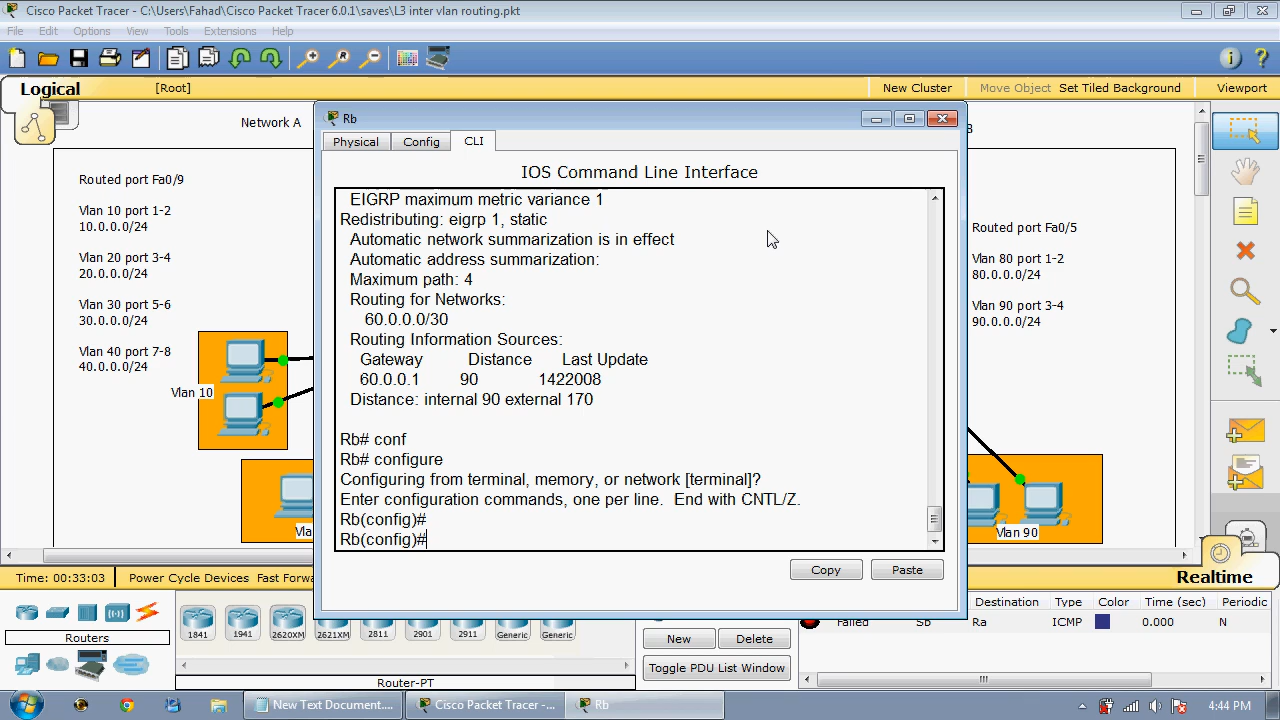 Cisco Packet Tracer - C:\Users\Fahad\Cisco Packet Tracer 6.0.1\saves\L3 inter vlan routing.pkt
File Edit Options View Tools Extensions Help
Logical [Root] New Cluster Move Object Set Tiled Background Viewport
Network A
Routed port Fa0/9
Vlan 10 port 1-2
10.0.0.0/24
Vlan 20 port 3-4
20.0.0.0/24
Vlan 30 port 5-6
30.0.0.0/24
Vlan 40 port 7-8
40.0.0.0/24
Vlan 10
Rb
Physical Config CLI
IOS Command Line Interface
EIGRP maximum metric variance 1
Redistributing: eigrp 1, static
Automatic network summarization is in effect
Automatic address summarization:
Maximum path: 4
Routing for Networks:
60.0.0.0/30
Routing Information Sources:
Gateway Distance Last Update
60.0.0.1 90 1422008
Distance: internal 90 external 170
Rb# conf
Rb# configure
Configuring from terminal, memory, or network [terminal]?
Enter configuration commands, one per line. End with CNTL/Z.
Rb(config)#
Rb(config)#
Copy Paste
Routed port Fa0/5
Vlan 80 port 1-2
80.0.0.0/24
Vlan 90 port 3-4
90.0.0.0/24
Vlan 90
Time: 00:33:03 Power Cycle Devices Fast Forw
Realtime
Routers
1841 1941 2620XM 2621XM 2811 2901 2911 Generic Generic
Router-PT
New Delete
Toggle PDU List Window
Destination Type Color Time (sec) Periodic
Failed Sb Ra ICMP 0.000 N
New Text Document.... Cisco Packet Tracer -... Rb 4:44 PM